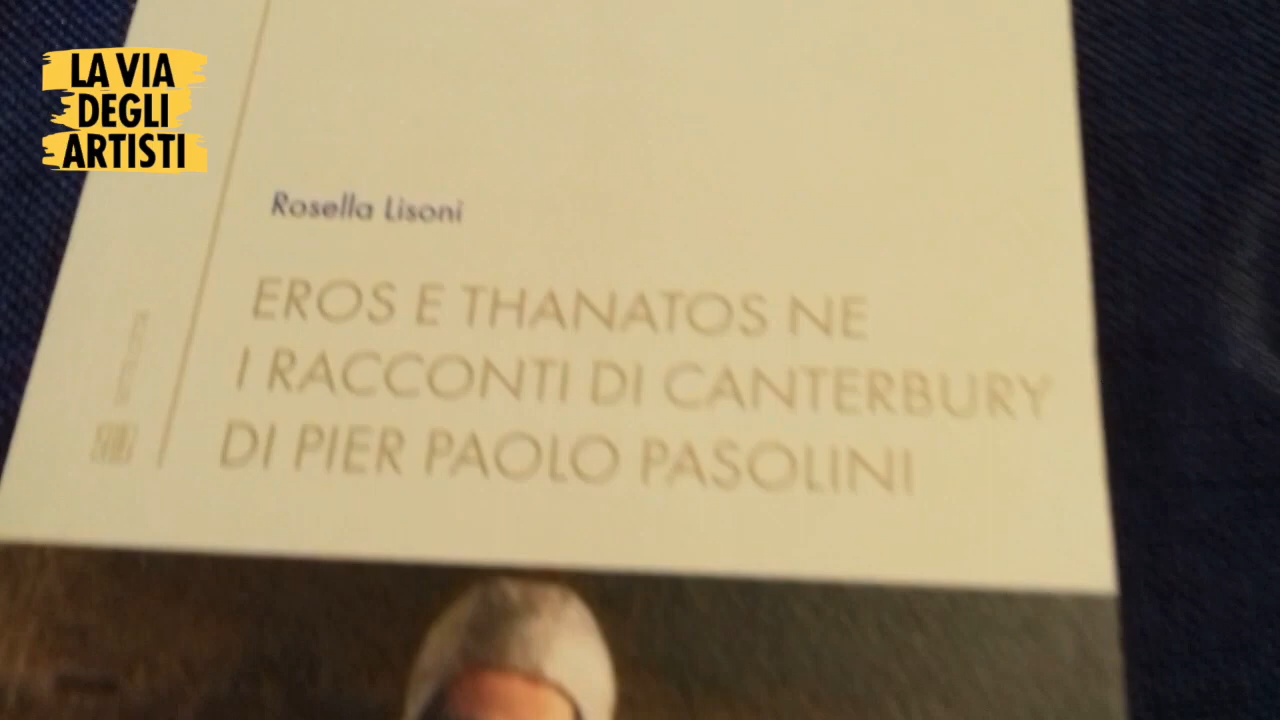 LA VIA
DEGLI
ARTISTI
Rosella Lisoni
EROS E THANATOS NE
I RACCONTI DI CANTERBURY
DI PIER PAOLO PASOLINI